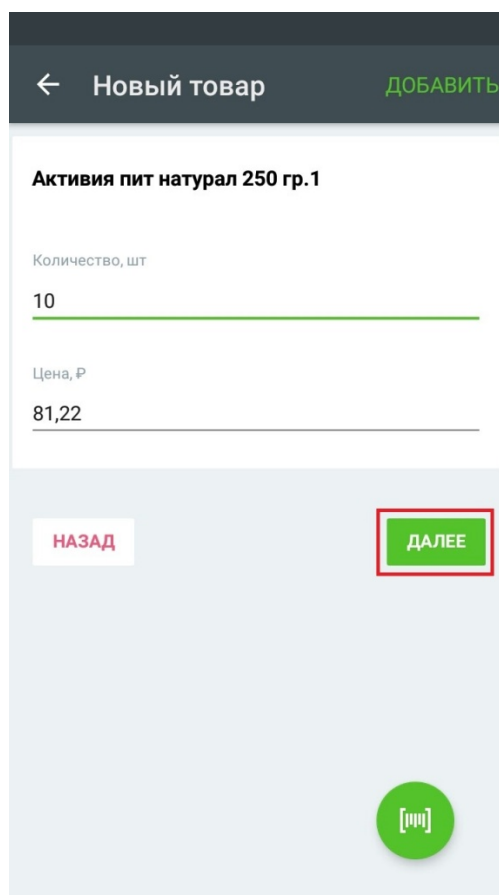 Новый товар ДОБАВИТЬ
Активия пит натурал 250 гр.1
Количество, шт
10
Цена, ₽
81,22
НАЗАД ДАЛЕЕ